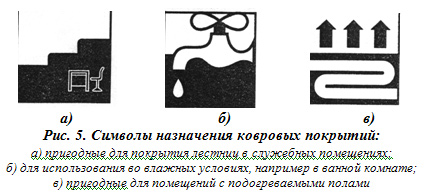 а) б) в)
Рис. 5. Символы назначения ковровых покрытий:
а) пригодные для покрытия лестниц в служебных помещениях;
б) для использования во влажных условиях, например в ванной комнате;
в) пригодные для помещений с подогреваемыми полами